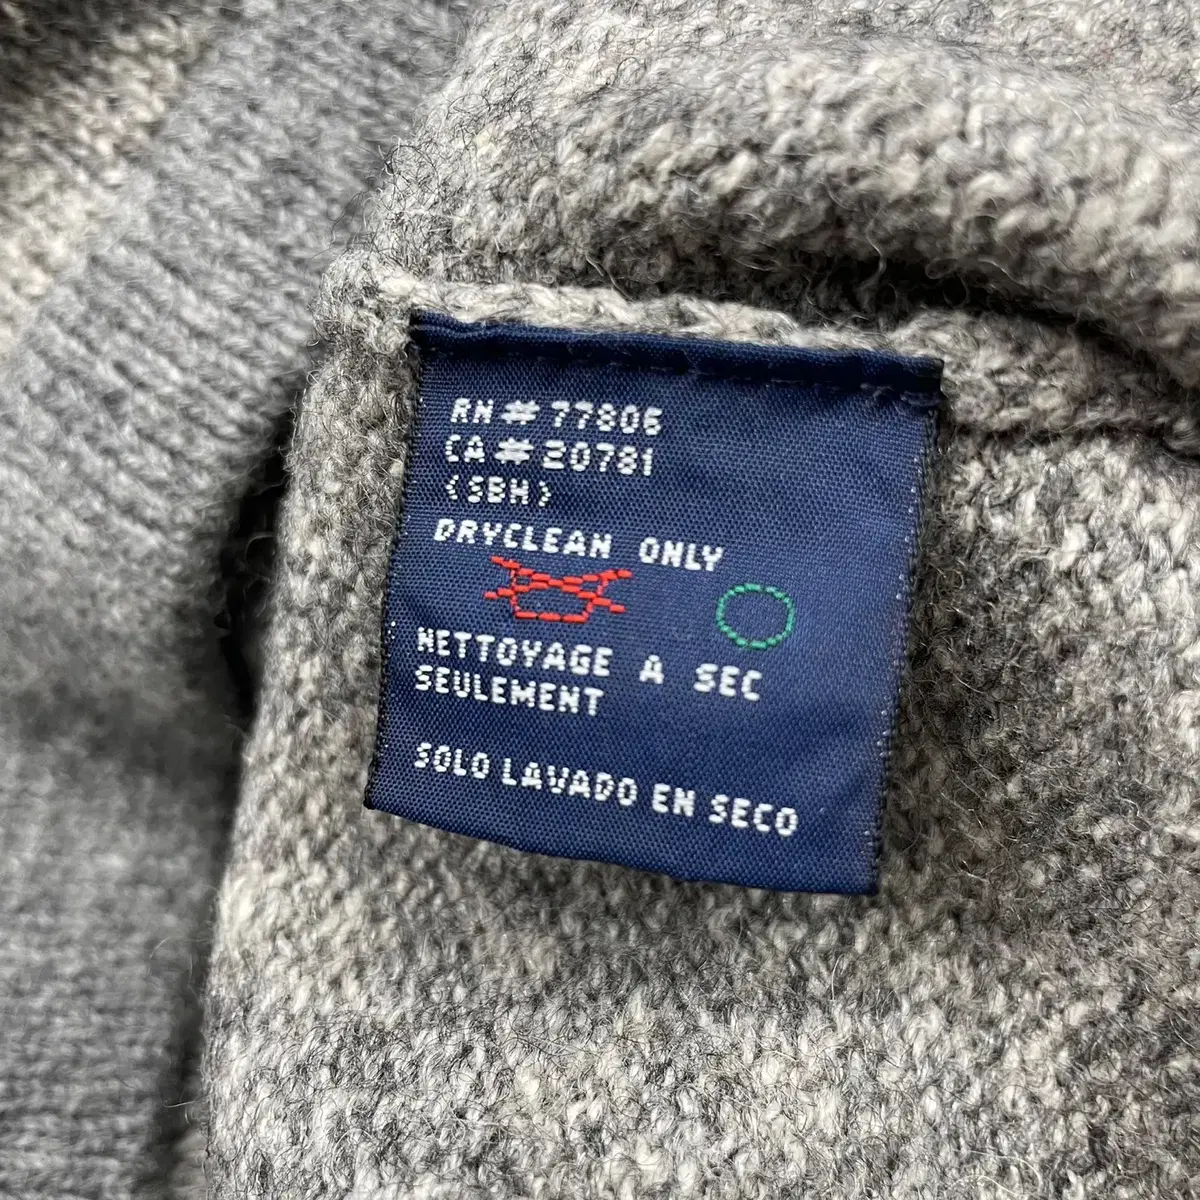 RN # 77806
CA # 20781
(SBH)
DRYCLEAN ONLY
NETTOYAGE A SEC
SEULEMENT
SOLO LAVADO EN SECO